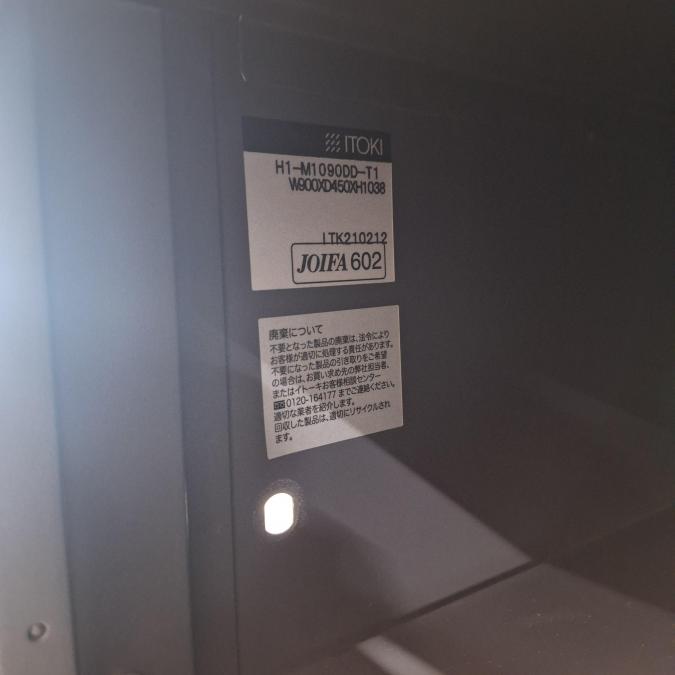 ITOKI
H1-M1090DD-T1
W900XD450XH1038
ITK210212
JOIFA 602
廃棄について
不要となった製品の廃棄は、法令により
お客様が適切に処理する責任があります。
不要になった製品の引き取りをご希望
の場合は、お買い求め先の弊社担当者、
またはイトーキお客様相談センター
0120-164177 までご連絡ください。
適切な業者を紹介します。
回収した製品は、適切にリサイクルされ
ます。